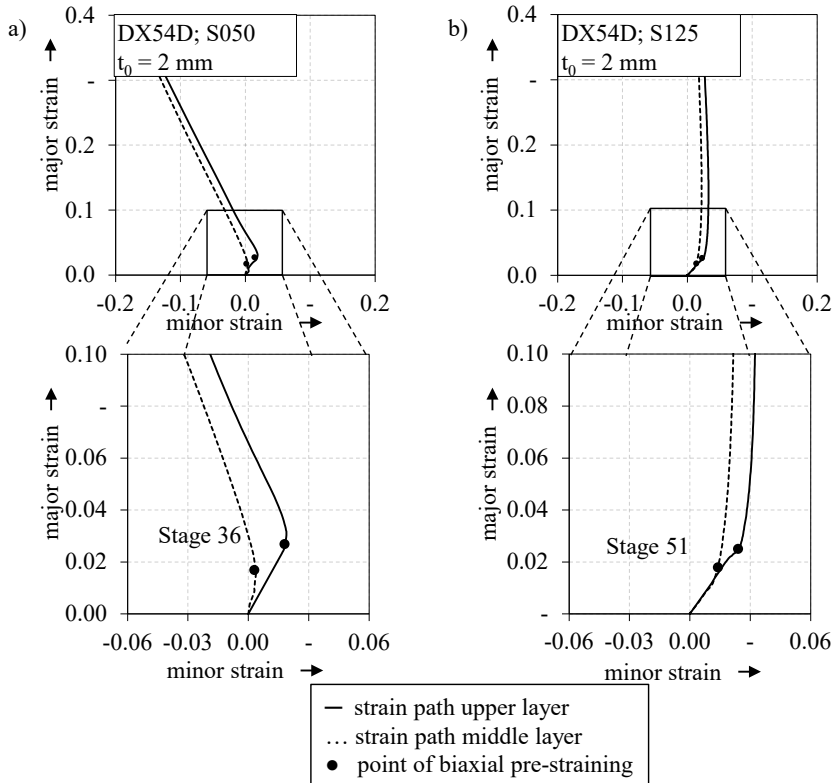 a)
DX54D; S050
t₀ = 2 mm
major strain
0.4
-
0.2
0.1
0.0
-0.2 -0.1 0.0 - 0.2
minor strain
b)
DX54D; S125
t₀ = 2 mm
major strain
0.4
-
0.2
0.1
0.0
-0.2 -0.1 0.0 - 0.2
minor strain
major strain
0.10
-
0.06
0.04
0.02
0.00
Stage 36
-0.06 -0.03 0.00 - 0.06
minor strain
major strain
0.10
0.08
0.06
0.04
0.02
-
Stage 51
-0.06 -0.03 0.00 - 0.06
minor strain
strain path upper layer
strain path middle layer
point of biaxial pre-straining